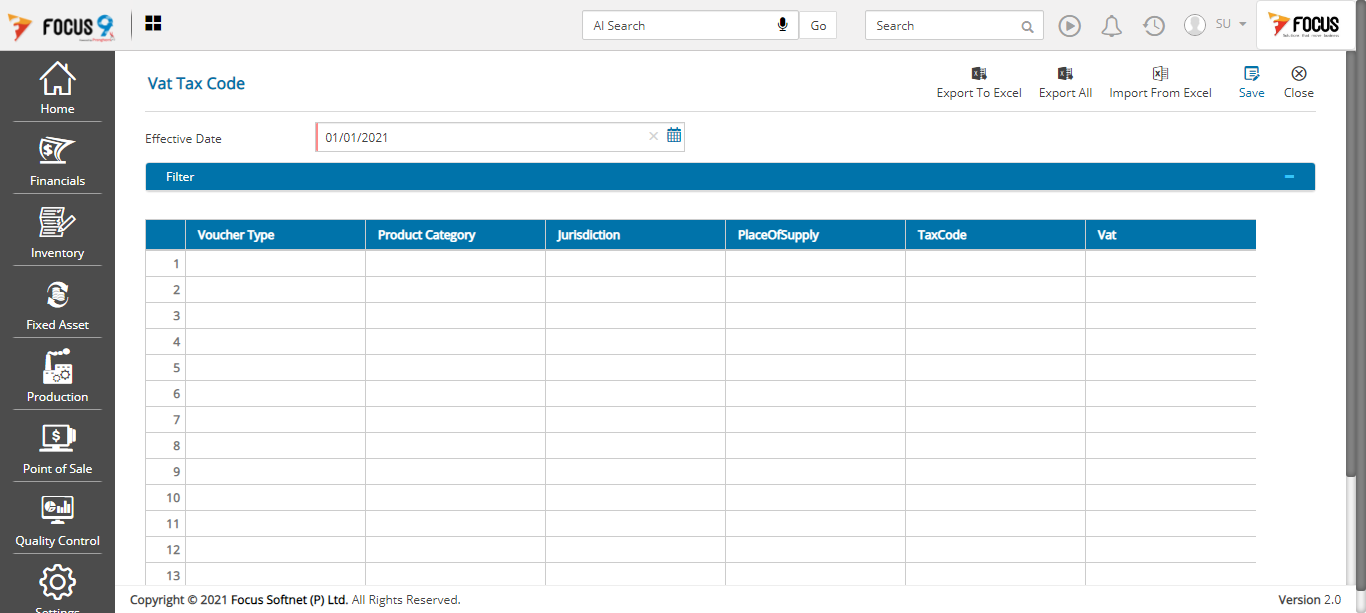 FOCUS 9
AI Search
Go
Search
SU
FOCUS
Home
Financials
Inventory
Fixed Asset
Production
Point of Sale
Quality Control
Settings
Vat Tax Code
Export To Excel
Export All
Import From Excel
Save
Close
Effective Date
01/01/2021
Filter
Voucher Type Product Category Jurisdiction PlaceOfSupply TaxCode Vat
1
2
3
4
5
6
7
8
9
10
11
12
13
Copyright © 2021 Focus Softnet (P) Ltd. All Rights Reserved.
Version 2.0